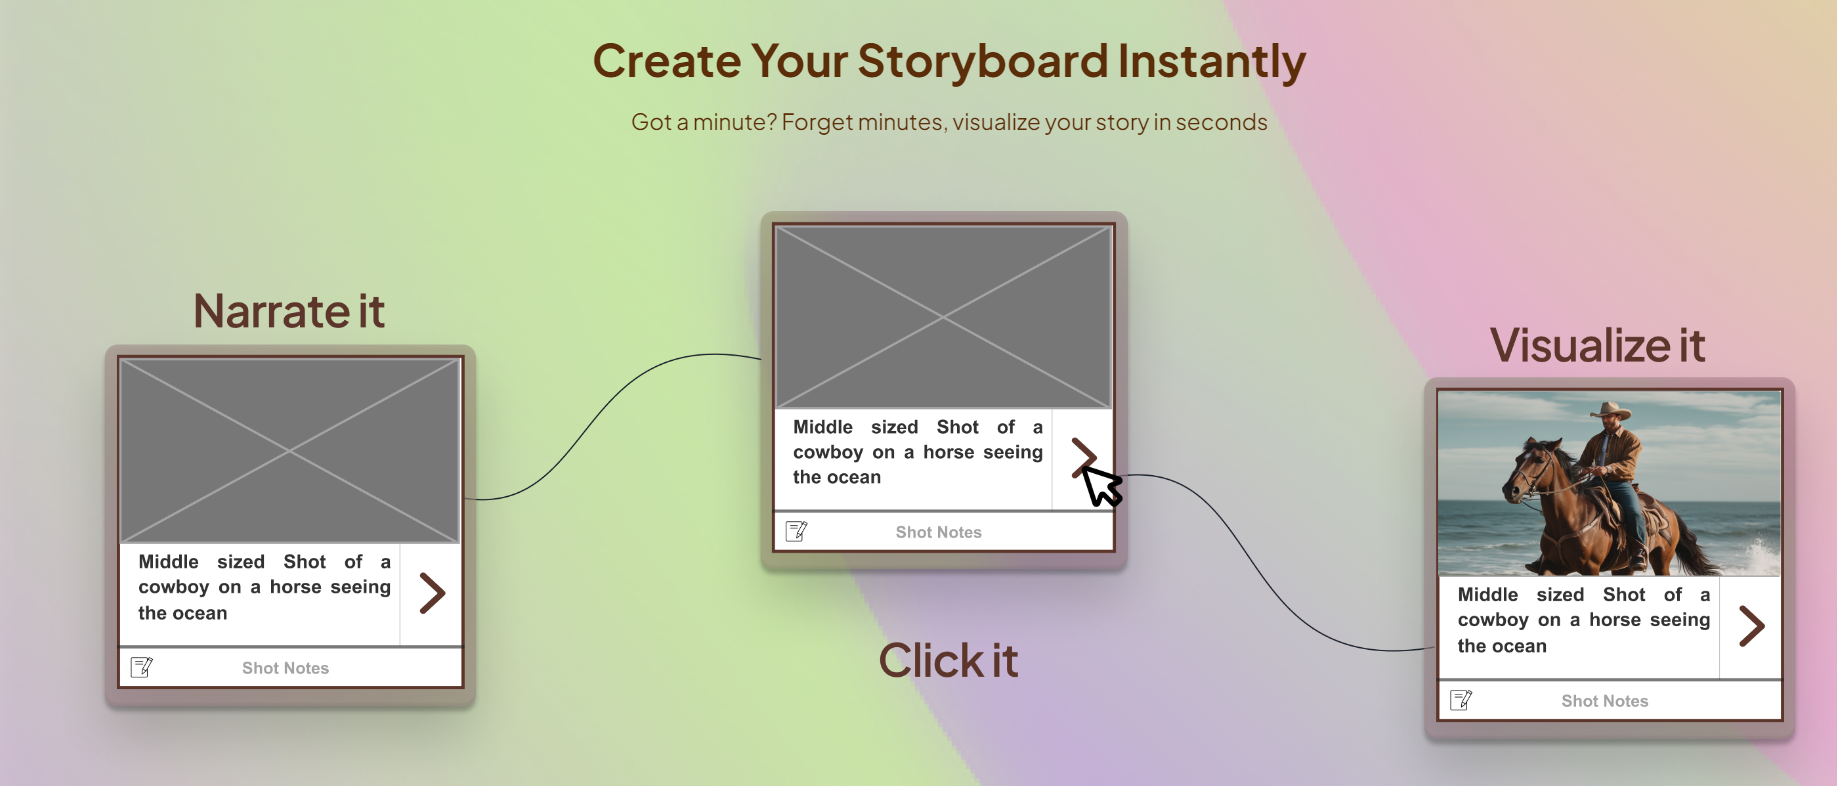 Create Your Storyboard Instantly
Got a minute? Forget minutes, visualize your story in seconds
Narrate it
Middle sized Shot of a
cowboy on a horse seeing
the ocean
Shot Notes
Middle sized Shot of a
cowboy on a horse seeing
the ocean
Shot Notes
Click it
Visualize it
Middle sized Shot of a
cowboy on a horse seeing
the ocean
Shot Notes